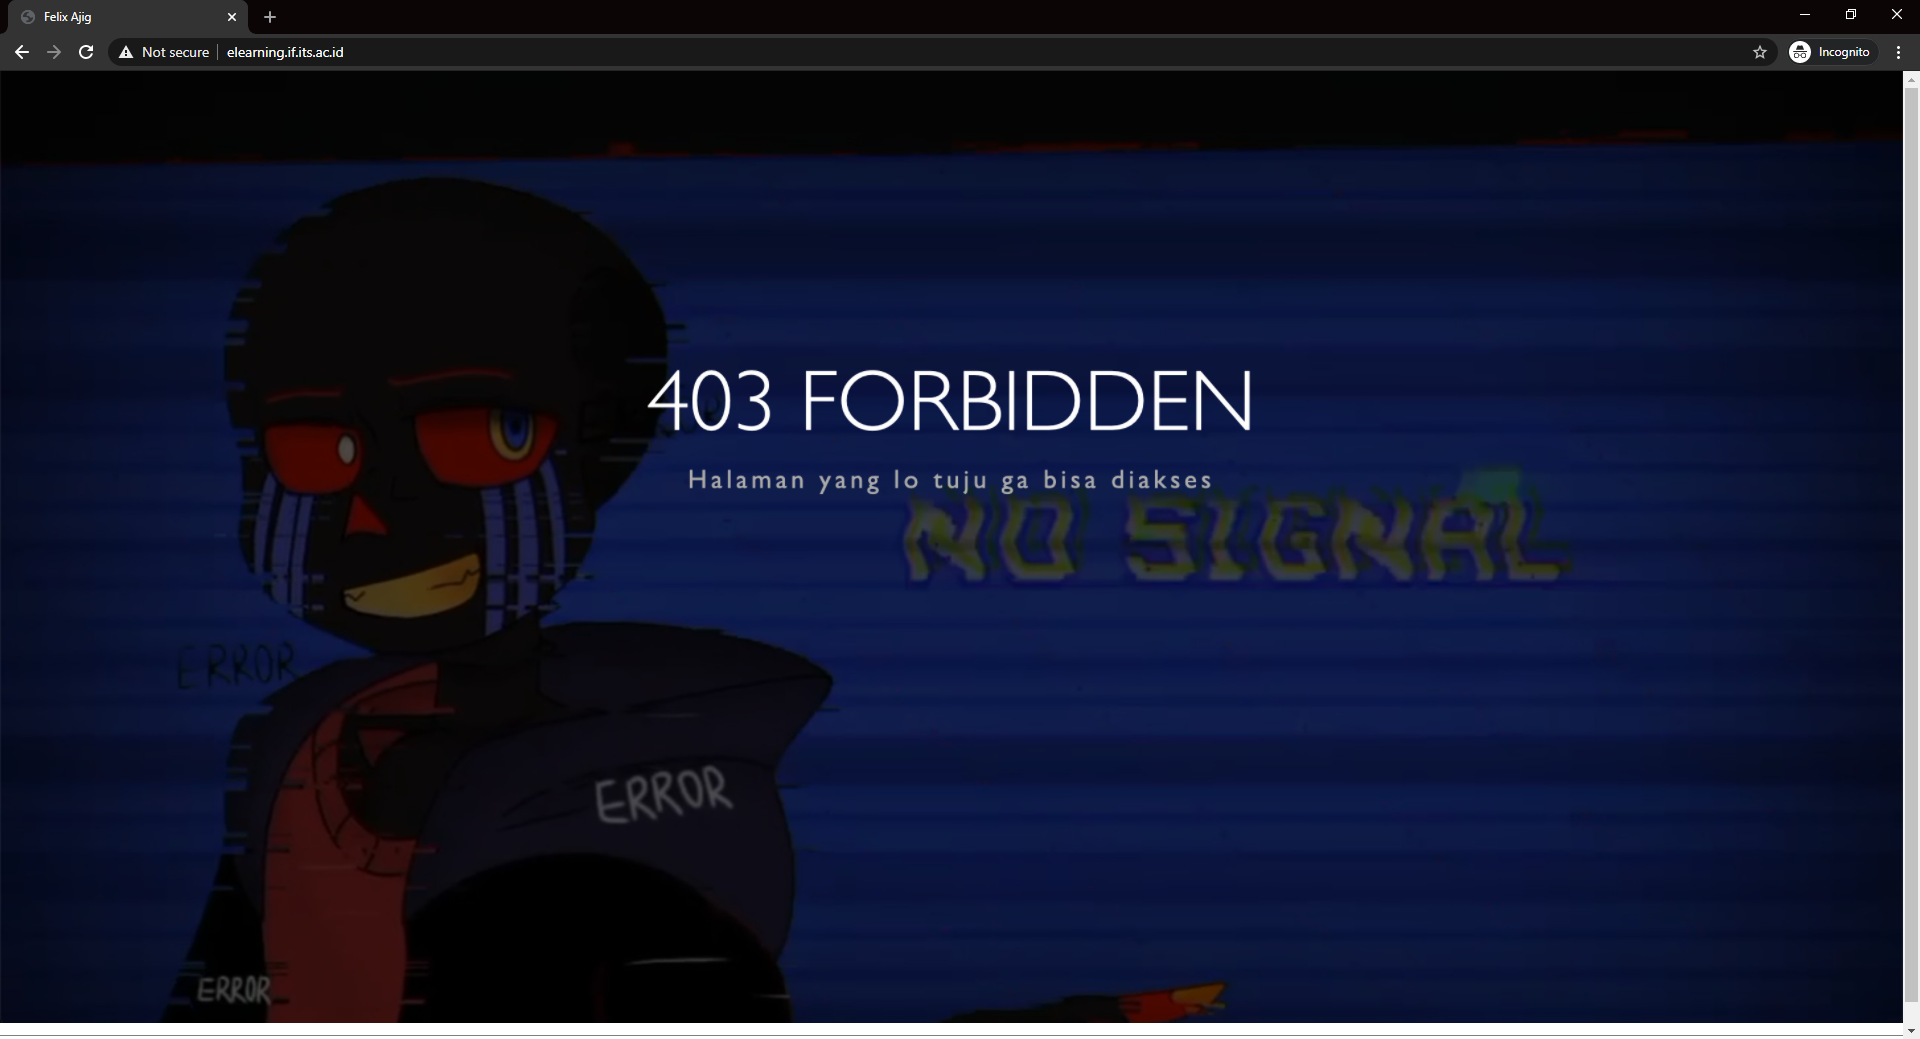 Felix Ajig
Not secure
elearning.if.its.ac.id
Incognito
403 FORBIDDEN
Halaman yang lo tuju ga bisa diakses
NO SIGNAL
ERROR
ERROR
ERROR